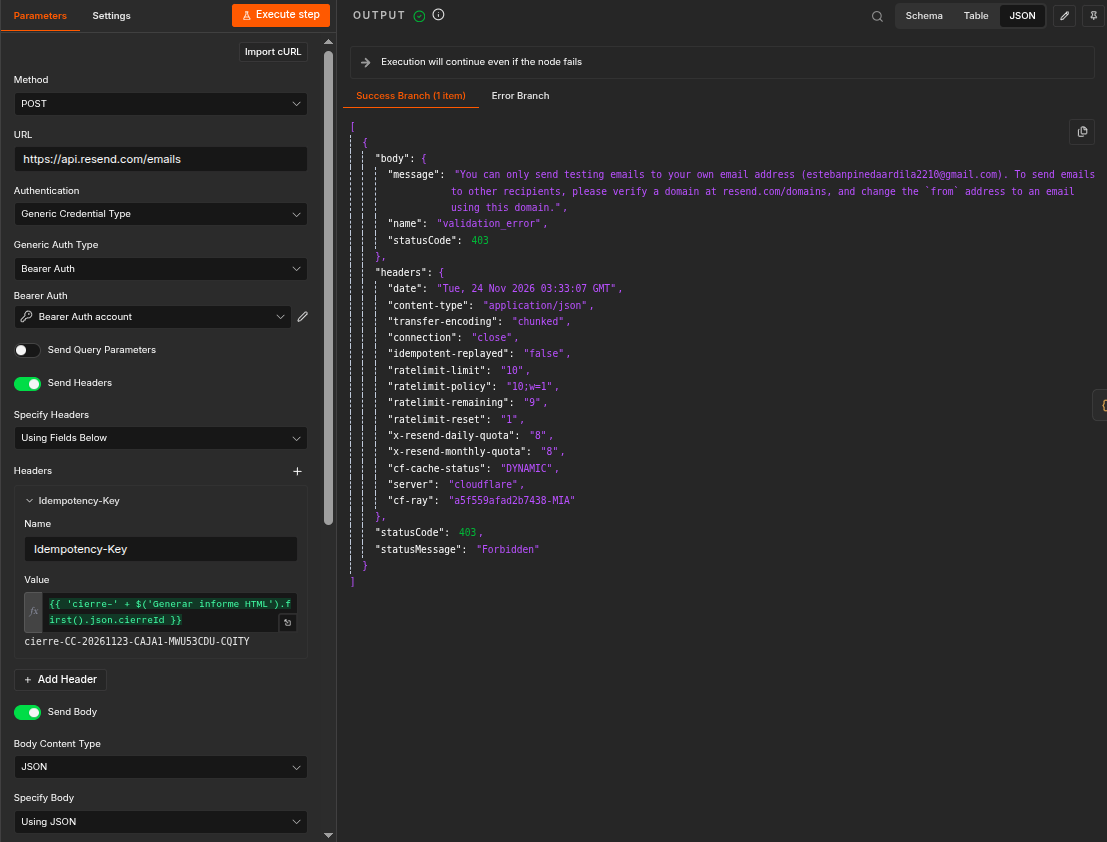 Parameters
Settings
Execute step
Import cURL
Method
POST
URL
https://api.resend.com/emails
Authentication
Generic Credential Type
Generic Auth Type
Bearer Auth
Bearer Auth
Bearer Auth account
Send Query Parameters
Send Headers
Specify Headers
Using Fields Below
Headers
+
Idempotency-Key
Name
Idempotency-Key
Value
fx
{{ 'cierre-' + $('Generar informe HTML').f
irst().json.cierreId }}
cierre-CC-20261123-CAJA1-MWU53CDU-CQITY
+ Add Header
Send Body
Body Content Type
JSON
Specify Body
Using JSON
OUTPUT
Schema
Table
JSON
Execution will continue even if the node fails
Success Branch (1 item)
Error Branch
[
{
"body": {
"message": "You can only send testing emails to your own email address (estebanpinedaardila2210@gmail.com). To send emails
to other recipients, please verify a domain at resend.com/domains, and change the `from` address to an email
using this domain.",
"name": "validation_error",
"statusCode": 403
},
"headers": {
"date": "Tue, 24 Nov 2026 03:33:07 GMT",
"content-type": "application/json",
"transfer-encoding": "chunked",
"connection": "close",
"idempotent-replayed": "false",
"ratelimit-limit": "10",
"ratelimit-policy": "10;w=1",
"ratelimit-remaining": "9",
"ratelimit-reset": "1",
"x-resend-daily-quota": "8",
"x-resend-monthly-quota": "8",
"cf-cache-status": "DYNAMIC",
"server": "cloudflare",
"cf-ray": "a5f559afad2b7438-MIA"
},
"statusCode": 403,
"statusMessage": "Forbidden"
}
]